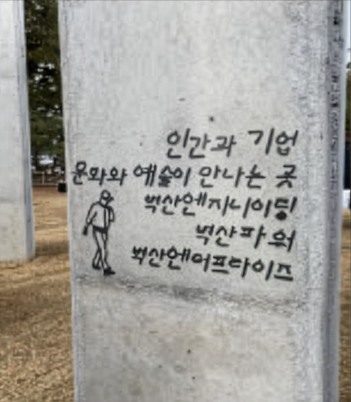 인간과 기업
문화와 예술이 만나는 곳
벽산엔지니어링
벽산파워
벽산엔터프라이즈